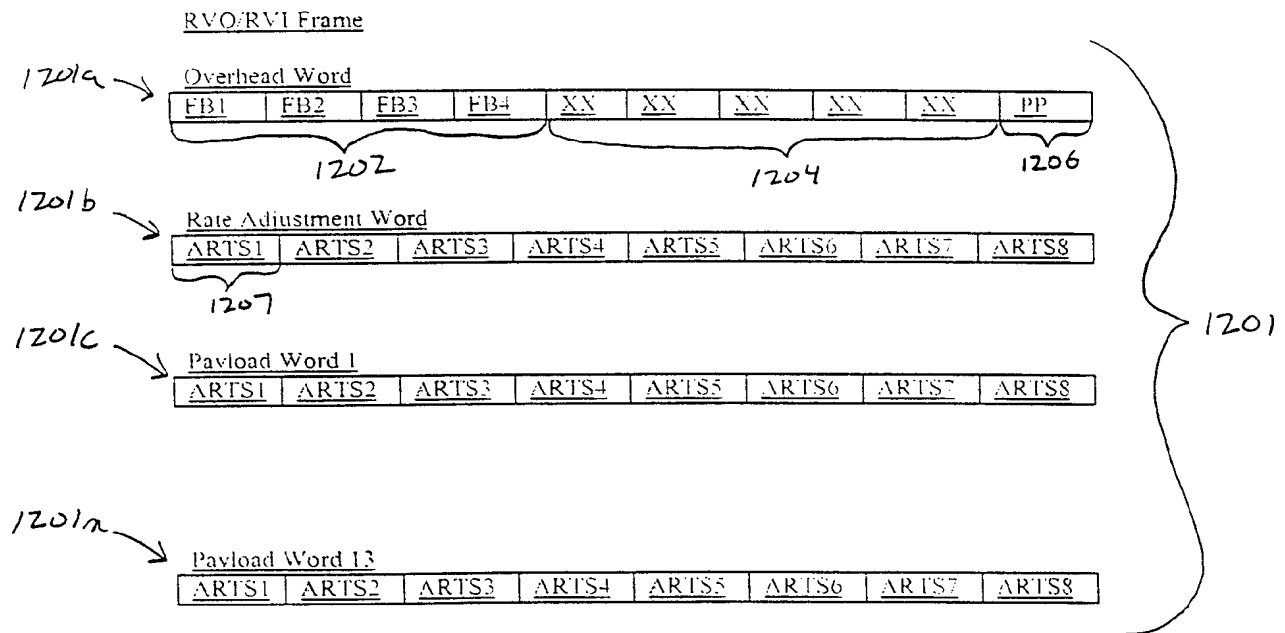 RVO/RVI Frame
1201a
Overhead Word
FB1 FB2 FB3 FB4 XX XX XX XX XX PP
1202 1204 1206
1201b
Rate Adjustment Word
ARTS1 ARTS2 ARTS3 ARTS4 ARTS5 ARTS6 ARTS7 ARTS8
1207
1201
1201c
Payload Word 1
ARTS1 ARTS2 ARTS3 ARTS4 ARTS5 ARTS6 ARTS7 ARTS8
1201n
Payload Word 13
ARTS1 ARTS2 ARTS3 ARTS4 ARTS5 ARTS6 ARTS7 ARTS8